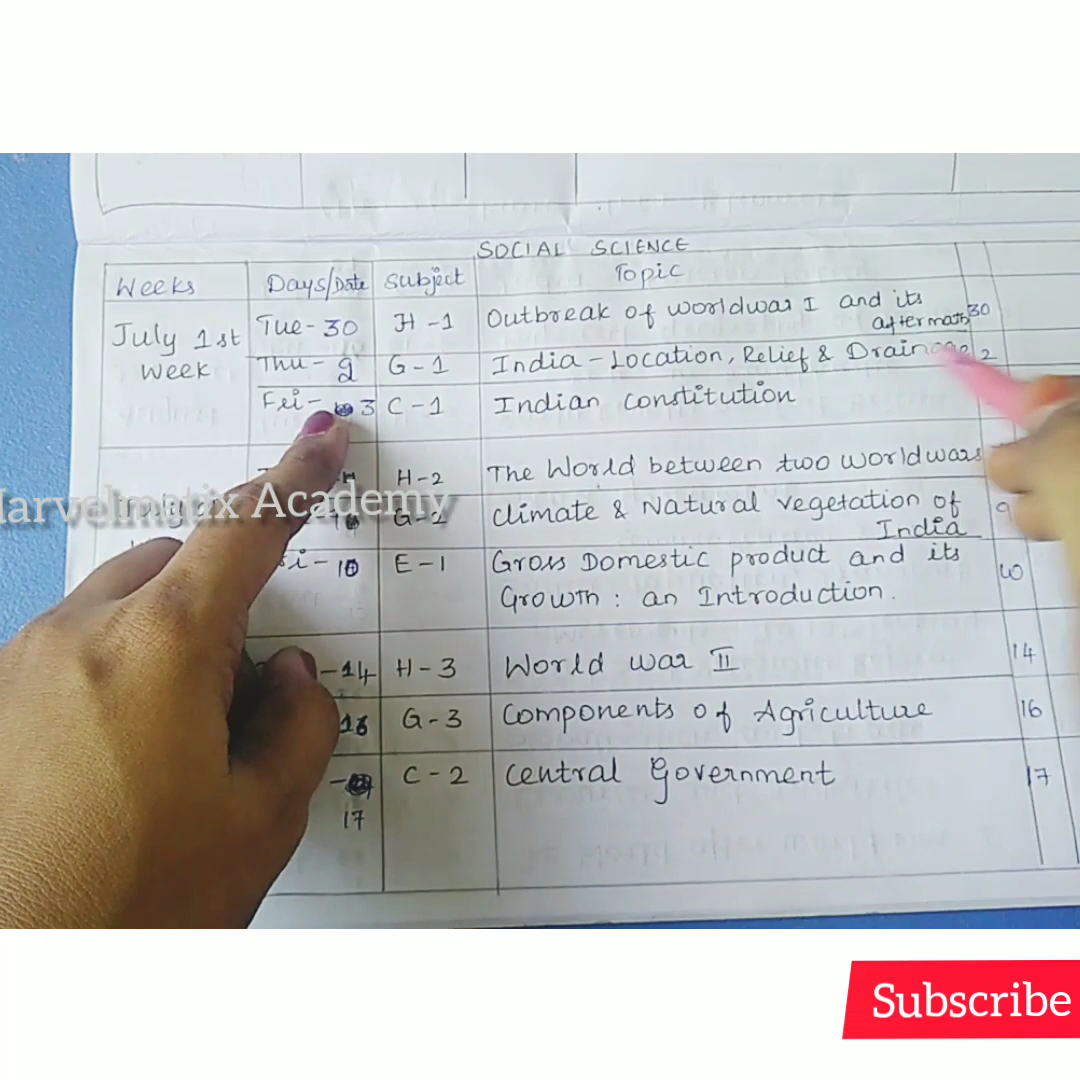 SOCIAL SCIENCE
Weeks Days/Date Subject Topic
July 1st week Tue- 30 H-1 Outbreak of worldwar I and its aftermath 30
Thu- 2 G-1 India - Location, Relief & Drainage 2
Fri- 3 C-1 Indian constitution
H-2 The World between two worldwars
G-2 climate & Natural vegetation of India 9
10 E-1 Gross Domestic product and its 10
Growth : an Introduction.
-14 H-3 World war II 14
16 G-3 Components of Agriculture 16
17 C-2 Central Government 17
Marvelmatix Academy
Subscribe